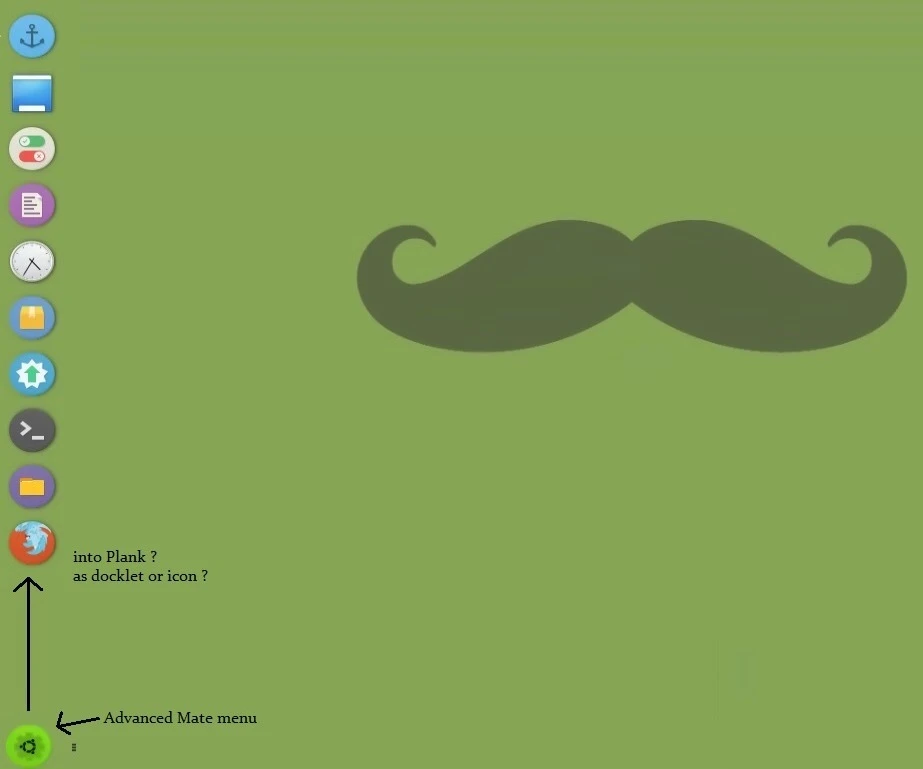 into Plank ?
as docklet or icon ?
Advanced Mate menu